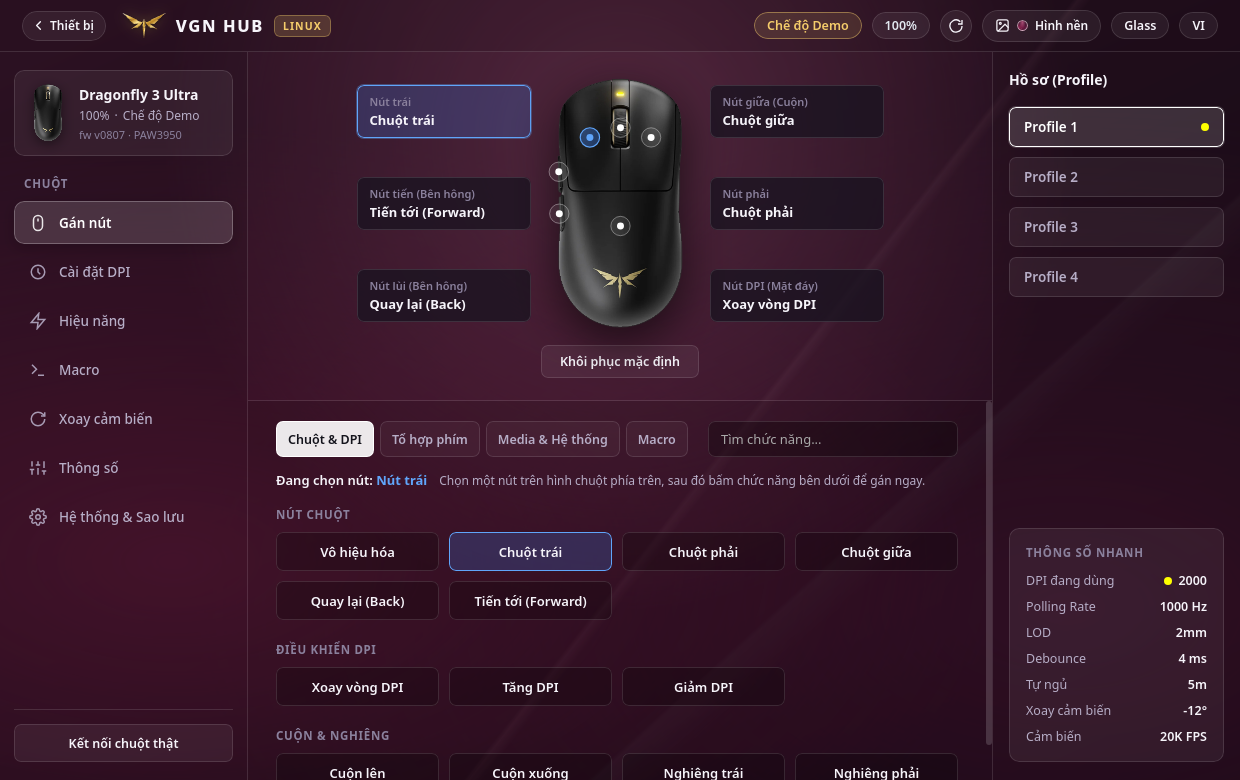 Thiết bị
VGN HUB
LINUX
Chế độ Demo
100%
Hình nền
Glass
VI
Dragonfly 3 Ultra
100% · Chế độ Demo
fw v0807 · PAW3950
CHUỘT
Gán nút
Cài đặt DPI
Hiệu năng
Macro
Xoay cảm biến
Thông số
Hệ thống & Sao lưu
Kết nối chuột thật
Nút trái
Chuột trái
Nút tiến (Bên hông)
Tiến tới (Forward)
Nút lùi (Bên hông)
Quay lại (Back)
Nút giữa (Cuộn)
Chuột giữa
Nút phải
Chuột phải
Nút DPI (Mặt đáy)
Xoay vòng DPI
Khôi phục mặc định
Chuột & DPI
Tổ hợp phím
Media & Hệ thống
Macro
Tìm chức năng...
Đang chọn nút: Nút trái Chọn một nút trên hình chuột phía trên, sau đó bấm chức năng bên dưới để gán ngay.
NÚT CHUỘT
Vô hiệu hóa
Chuột trái
Chuột phải
Chuột giữa
Quay lại (Back)
Tiến tới (Forward)
ĐIỀU KHIỂN DPI
Xoay vòng DPI
Tăng DPI
Giảm DPI
CUỘN & NGHIÊNG
Cuộn lên
Cuộn xuống
Nghiêng trái
Nghiêng phải
Hồ sơ (Profile)
Profile 1
Profile 2
Profile 3
Profile 4
THÔNG SỐ NHANH
DPI đang dùng 2000
Polling Rate 1000 Hz
LOD 2mm
Debounce 4 ms
Tự ngủ 5m
Xoay cảm biến -12°
Cảm biến 20K FPS